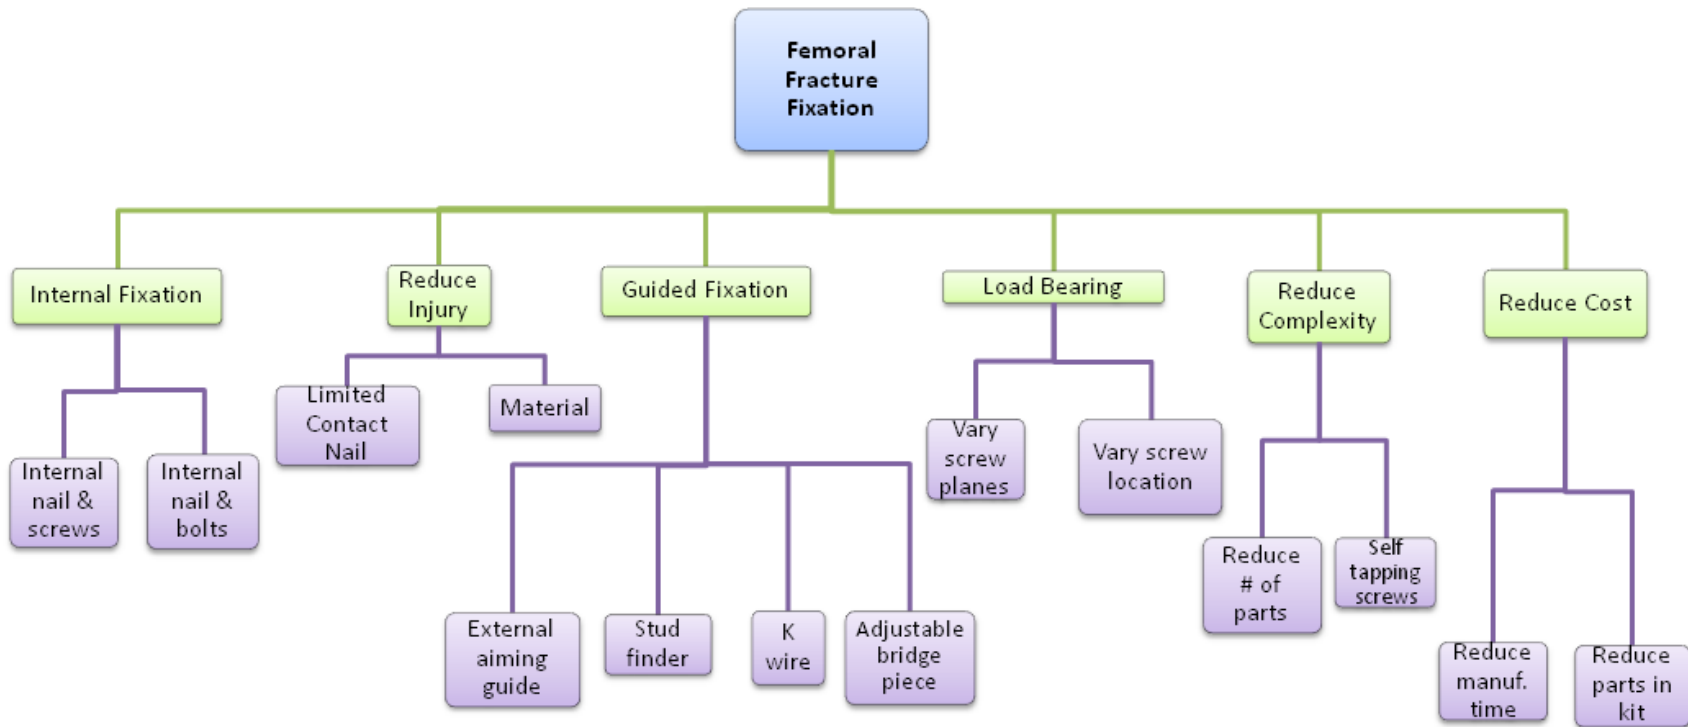 Femoral
Fracture
Fixation
Internal Fixation
Reduce
Injury
Guided Fixation
Load Bearing
Reduce
Complexity
Reduce Cost
Internal
nail &
screws
Internal
nail &
bolts
Limited
Contact
Nail
Material
External
aiming
guide
Stud
finder
K
wire
Adjustable
bridge
piece
Vary
screw
planes
Vary screw
location
Reduce
# of
parts
Self
tapping
screws
Reduce
manuf.
time
Reduce
parts in
kit